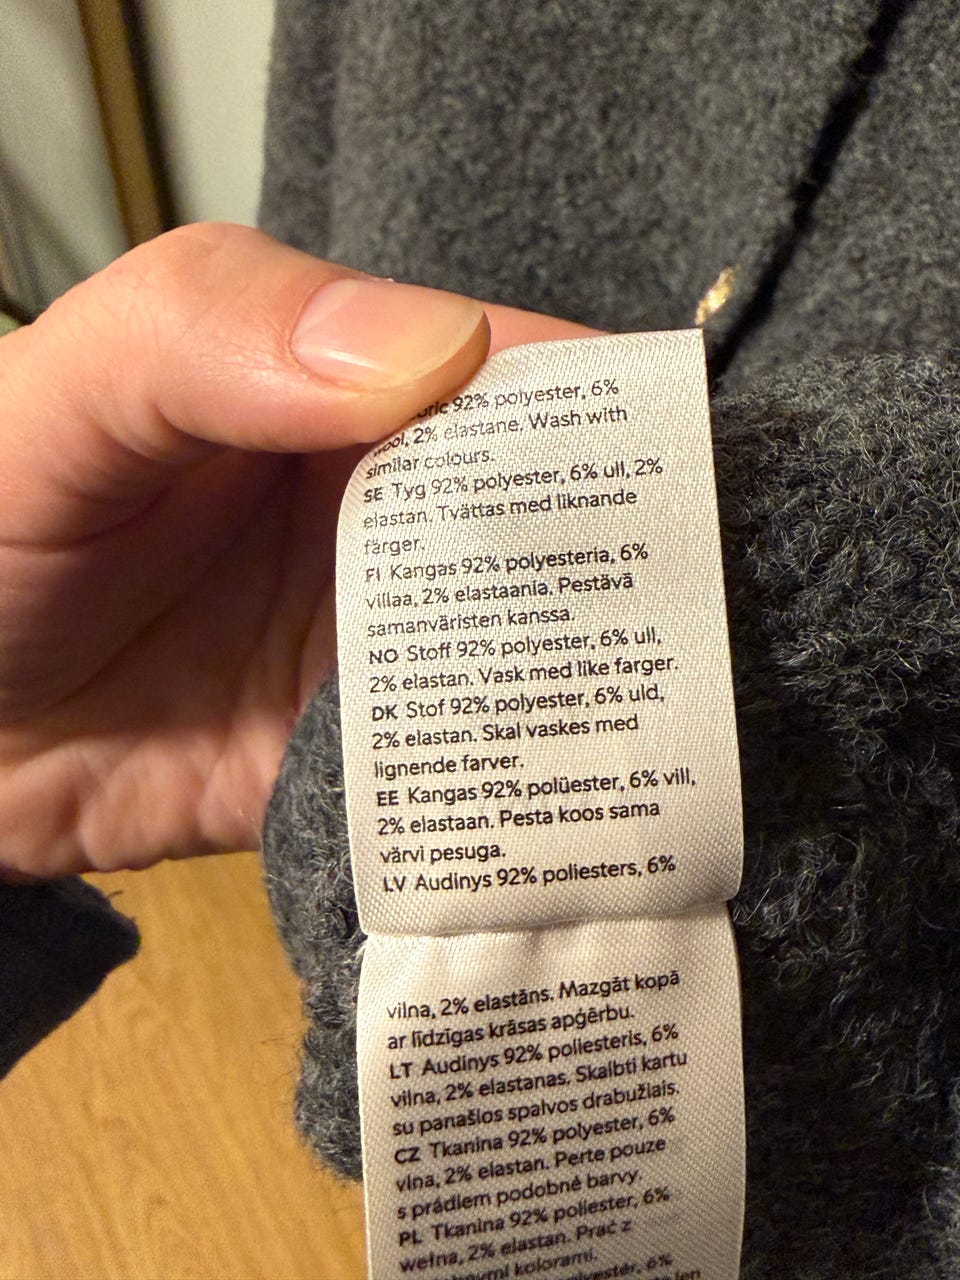 92% polyester, 6%
2% elastane. Wash with
similar colours.
SE Tyg 92% polyester, 6% ull, 2%
elastan. Tvättas med liknande
färger.
FI Kangas 92% polyesteria, 6%
villaa, 2% elastaania. Pestävä
samanväristen kanssa.
NO Stoff 92% polyester, 6% ull,
2% elastan. Vask med like farger.
DK Stof 92% polyester, 6% uld,
2% elastan. Skal vaskes med
lignende farver.
EE Kangas 92% polüester, 6% vill,
2% elastaan. Pesta koos sama
värvi pesuga.
LV Audinys 92% poliesters, 6%
vilna, 2% elastāns. Mazgāt kopā
ar līdzīgas krāsas apģērbu.
LT Audinys 92% poliesteris, 6%
vilna, 2% elastanas. Skalbti kartu
su panašios spalvos drabužiais.
CZ Tkanina 92% polyester, 6%
vlna, 2% elastan. Perte pouze
s prádlem podobné barvy.
PL Tkanina 92% poliester, 6%
wełna, 2% elastan. Prać z
kolorami.
6%